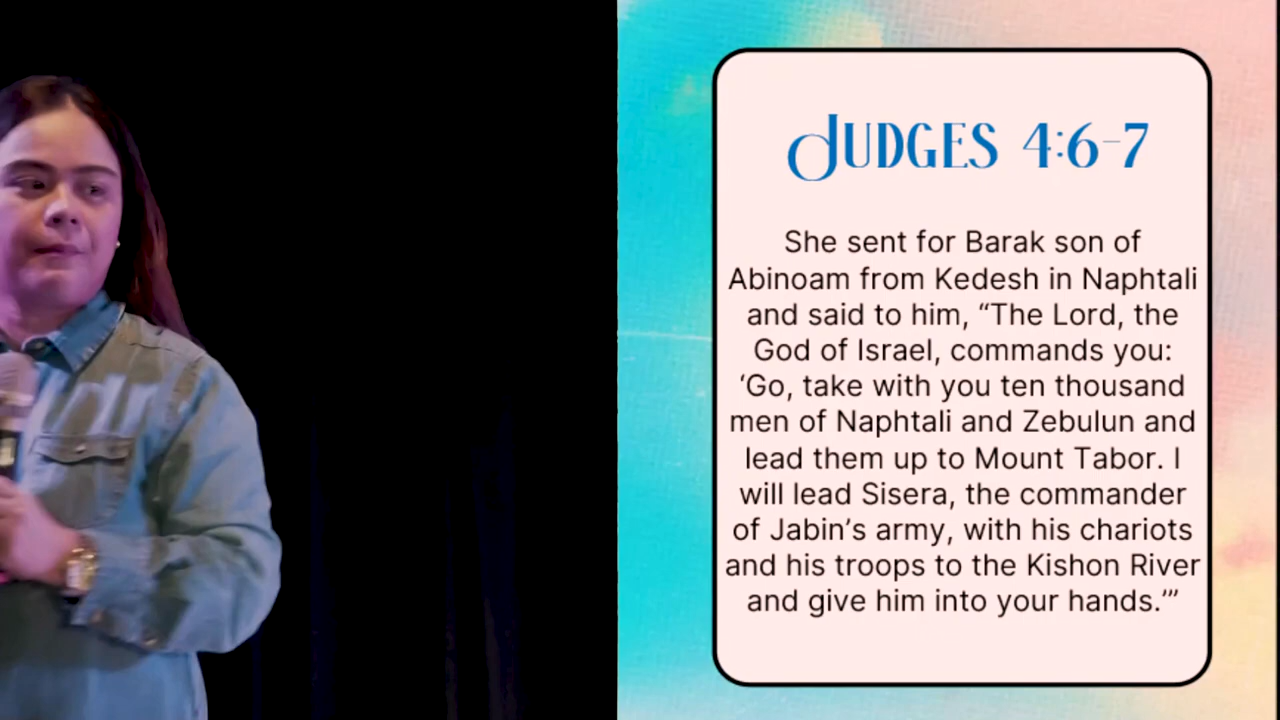 JUDGES 4:6-7
She sent for Barak son of
Abinoam from Kedesh in Naphtali
and said to him, “The Lord, the
God of Israel, commands you:
‘Go, take with you ten thousand
men of Naphtali and Zebulun and
lead them up to Mount Tabor. I
will lead Sisera, the commander
of Jabin’s army, with his chariots
and his troops to the Kishon River
and give him into your hands.’”